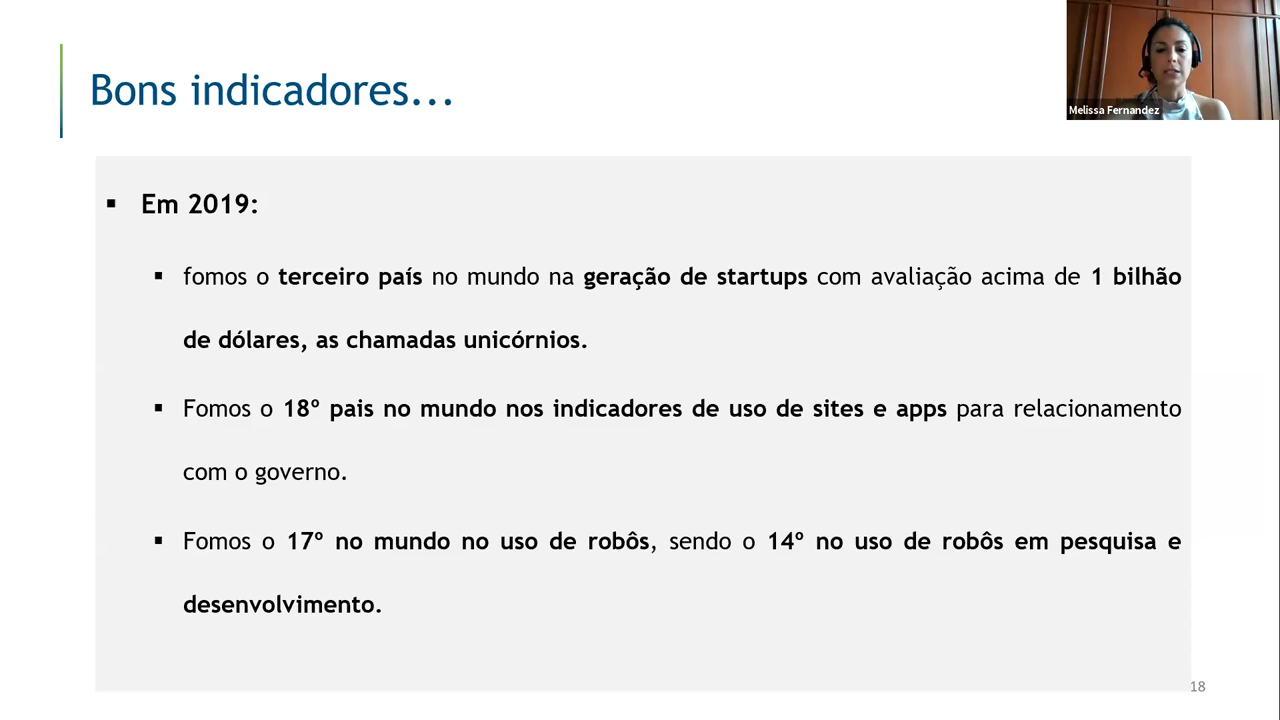 Bons indicadores...
Melissa Fernandez
Em 2019:
fomos o terceiro país no mundo na geração de startups com avaliação acima de 1 bilhão
de dólares, as chamadas unicórnios.
Fomos o 18º pais no mundo nos indicadores de uso de sites e apps para relacionamento
com o governo.
Fomos o 17º no mundo no uso de robôs, sendo o 14º no uso de robôs em pesquisa e
desenvolvimento.
18